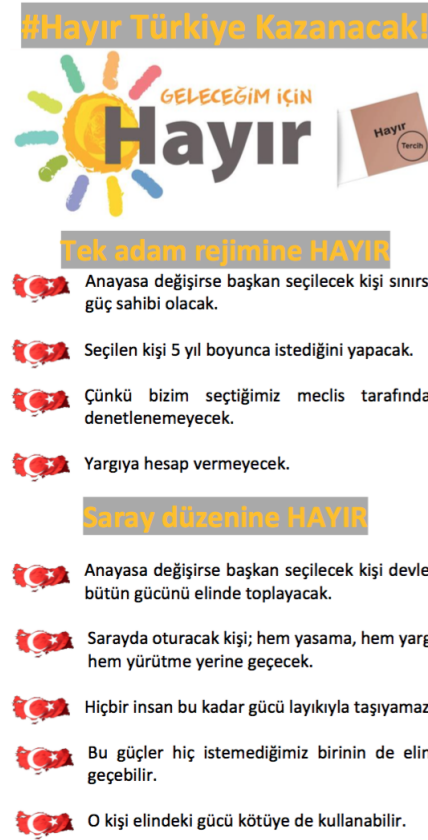 #Hayır Türkiye Kazanacak!
GELECEĞİM İÇİN
Hayır
Hayır
Tercih
Tek adam rejimine HAYIR
Anayasa değişirse başkan seçilecek kişi sınırs
güç sahibi olacak.
Seçilen kişi 5 yıl boyunca istediğini yapacak.
Çünkü bizim seçtiğimiz meclis tarafında
denetlenemeyecek.
Yargıya hesap vermeyecek.
Saray düzenine HAYIR
Anayasa değişirse başkan seçilecek kişi devle
bütün gücünü elinde toplayacak.
Sarayda oturacak kişi; hem yasama, hem yarg
hem yürütme yerine geçecek.
Hiçbir insan bu kadar gücü layıkıyla taşıyamaz
Bu güçler hiç istemediğimiz birinin de elin
geçebilir.
O kişi elindeki gücü kötüye de kullanabilir.